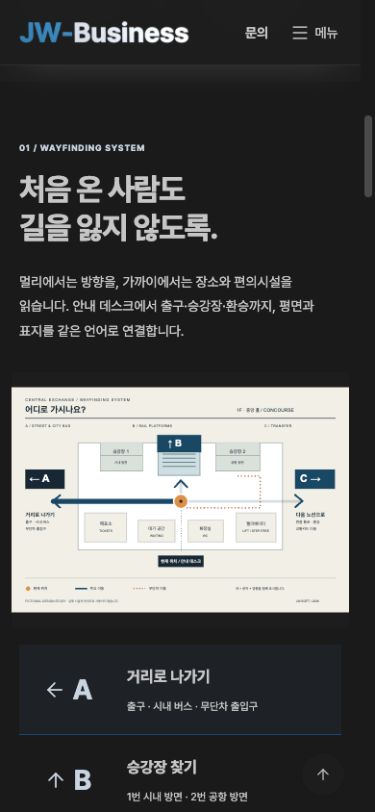 JW-Business
문의
메뉴
01 / WAYFINDING SYSTEM
처음 온 사람도
길을 잃지 않도록.
멀리에서는 방향을, 가까이에서는 장소와 편의시설을
읽습니다. 안내 데스크에서 출구·승강장·환승까지, 평면과
표지를 같은 언어로 연결합니다.
CENTRAL EXCHANGE / WAYFINDING SYSTEM
어디로 가시나요?
1F 중앙 홀 / CONCOURSE
A / STREET & CITY BUS
B / RAIL PLATFORMS
C / TRANSFER
승강장 1
↑ B
승강장 2
← A
C →
거리로 나가기
다음 노선으로
매표소
TICKETS
대기 공간
WAITING
화장실
WC
현재 위치 / 안내 데스크
← A
거리로 나가기
출구 · 시내 버스 · 무단차 출입구
↑ B
승강장 찾기
1번 시내 방면 · 2번 공항 방면
↑